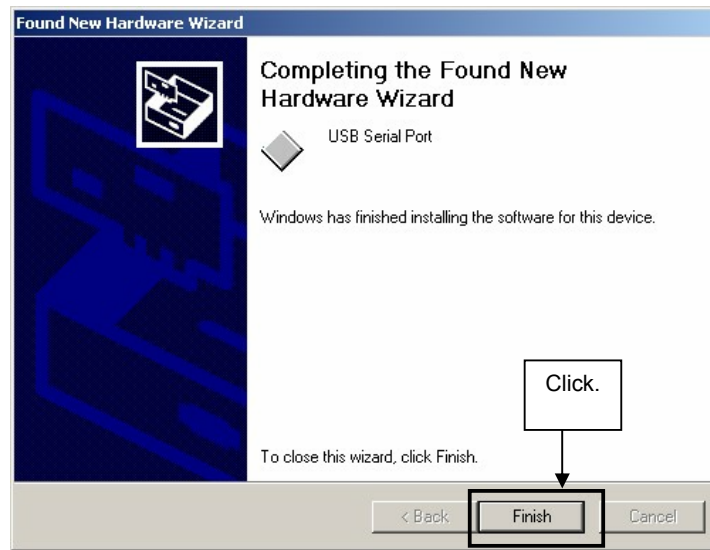 Found New Hardware Wizard
Completing the Found New
Hardware Wizard
USB Serial Port
Windows has finished installing the software for this device.
Click.
To close this wizard, click Finish.
< Back
Finish
Cancel